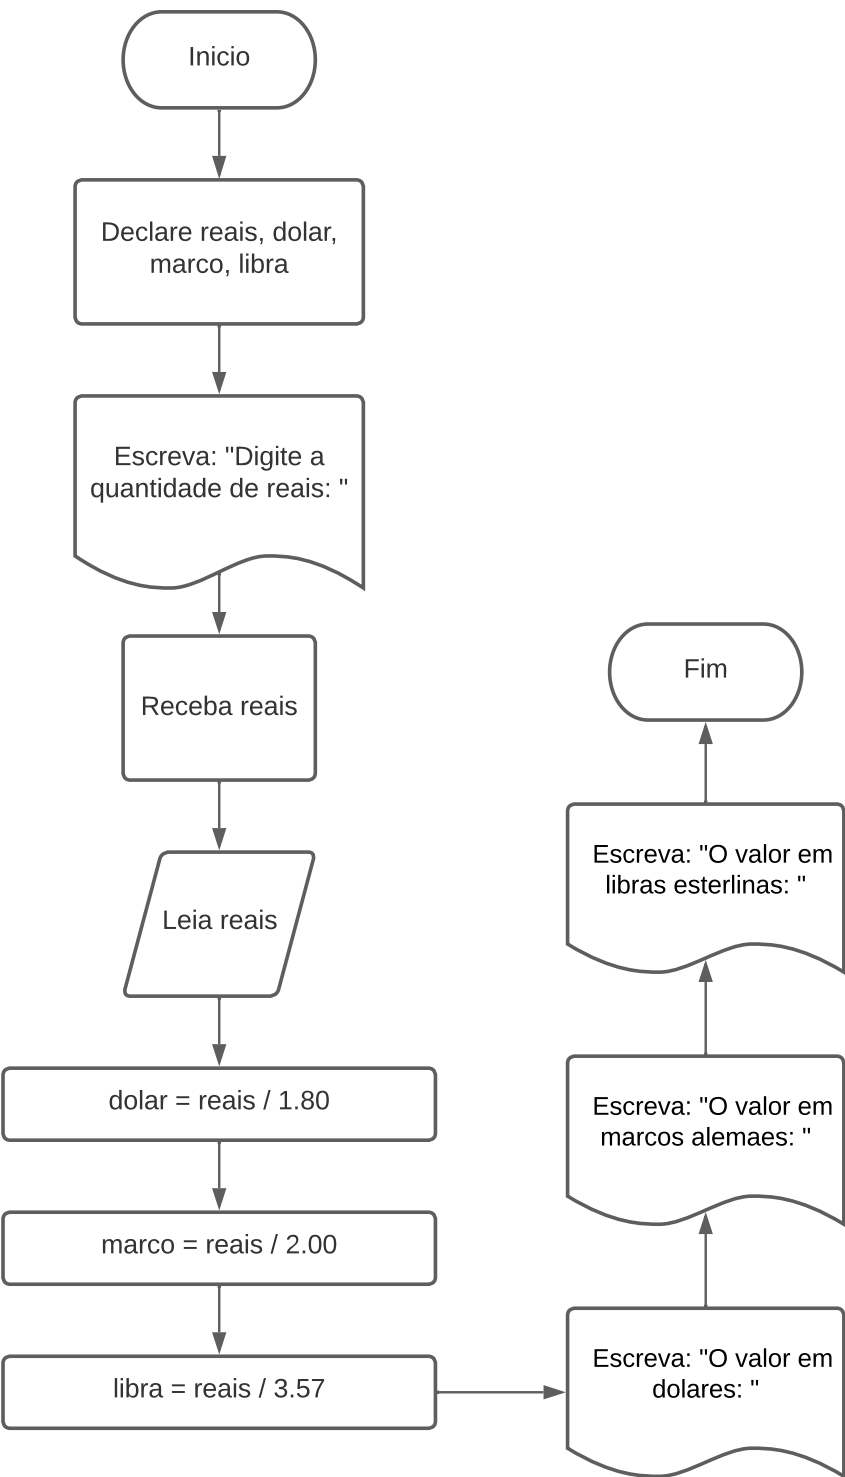 Inicio
Declare reais, dolar,
marco, libra
Escreva: "Digite a
quantidade de reais: "
Receba reais
Leia reais
dolar = reais / 1.80
marco = reais / 2.00
libra = reais / 3.57
Escreva: "O valor em
dolares: "
Escreva: "O valor em
marcos alemaes: "
Escreva: "O valor em
libras esterlinas: "
Fim